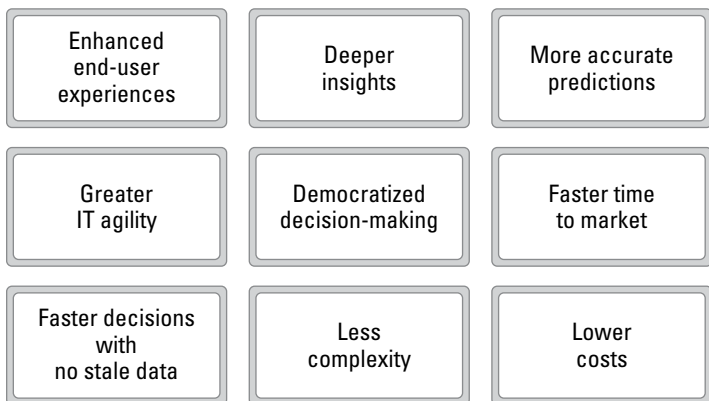 Enhanced
end-user
experiences
Deeper
insights
More accurate
predictions
Greater
IT agility
Democratized
decision-making
Faster time
to market
Faster decisions
with
no stale data
Less
complexity
Lower
costs